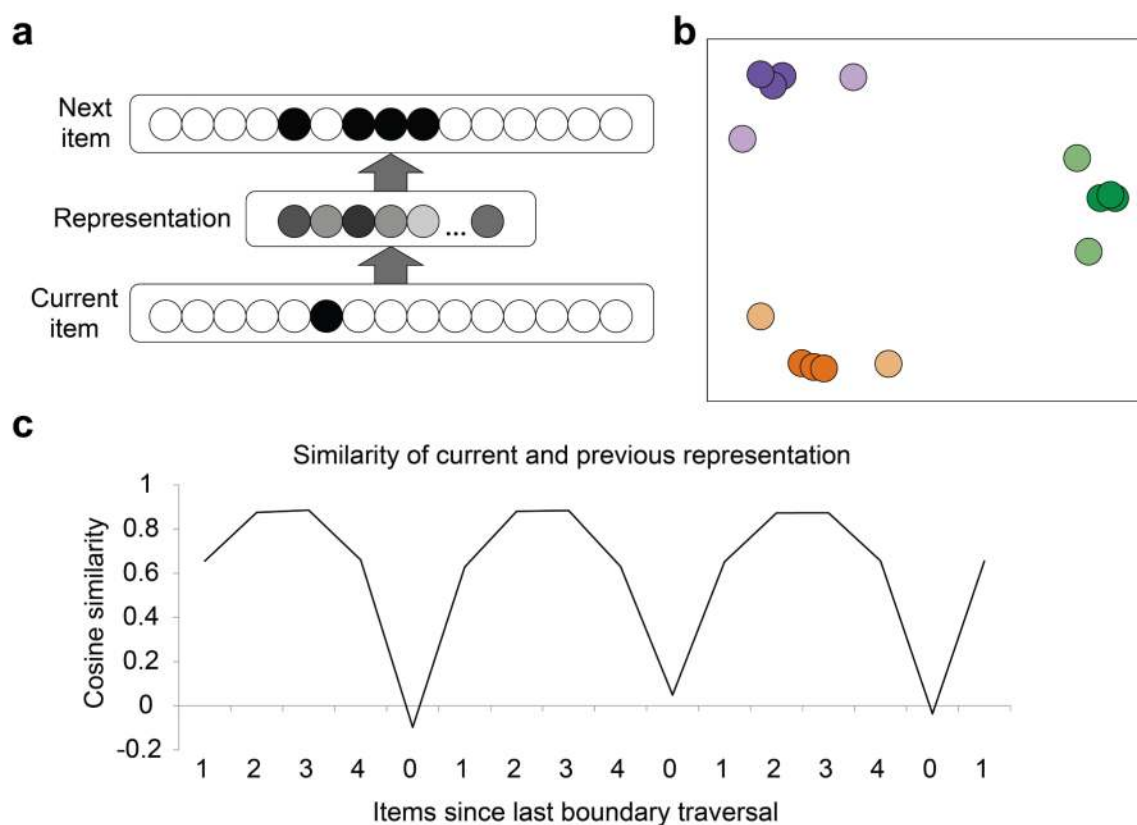 a
b
Next
item
Representation
...
Current
item
c
Similarity of current and previous representation
Cosine similarity
1
0.8
0.6
0.4
0.2
0
-0.2
1 2 3 4 0 1 2 3 4 0 1 2 3 4 0 1
Items since last boundary traversal